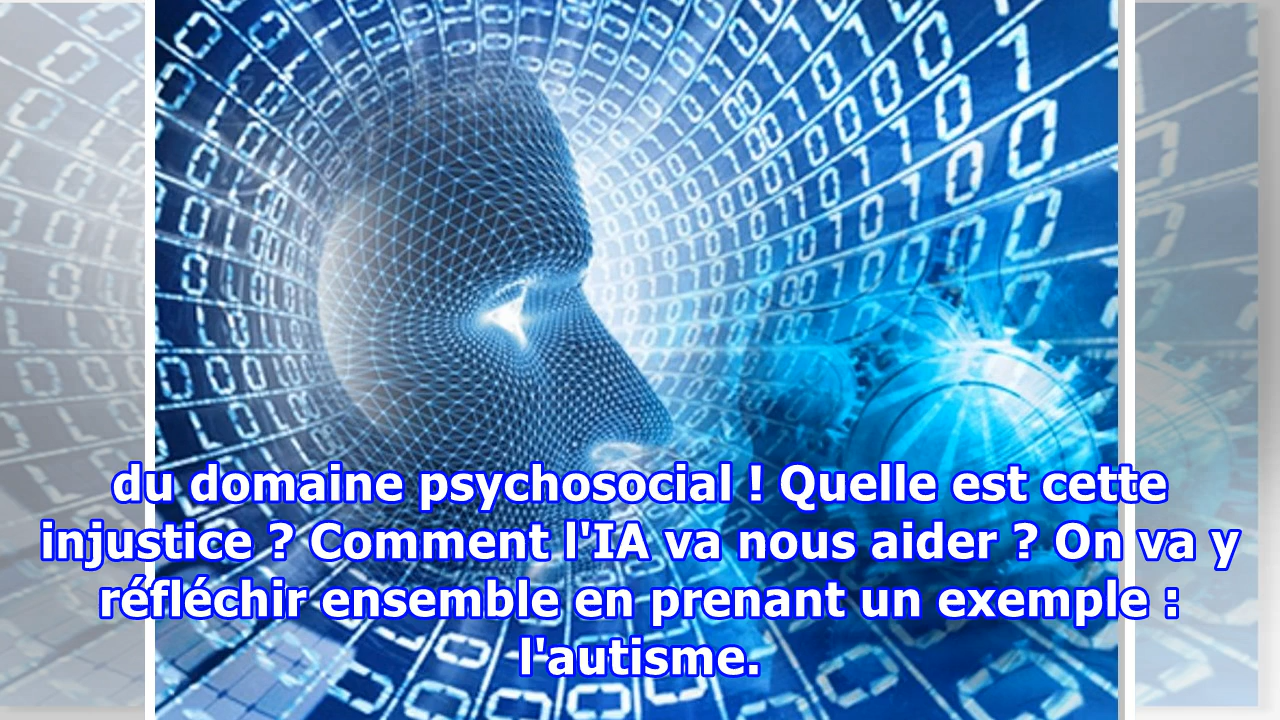 du domaine psychosocial ! Quelle est cette
injustice ? Comment l'IA va nous aider ? On va y
réfléchir ensemble en prenant un exemple :
l'autisme.